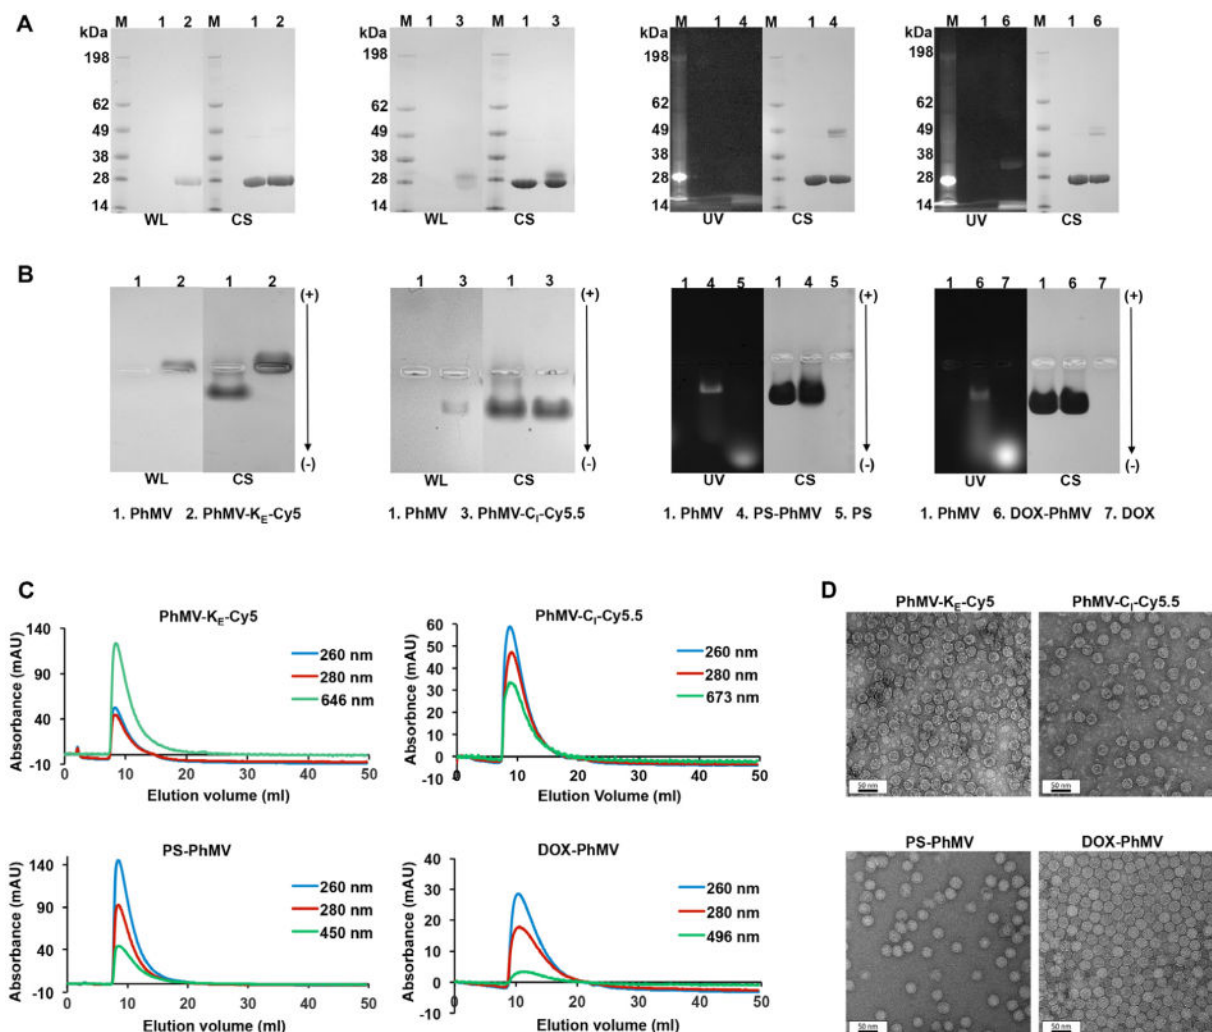 A
M 1 2 M 1 2
kDa
198
62
49
38
28
14
WL CS
M 1 3 M 1 3
kDa
198
62
49
38
28
14
WL CS
M 1 4 M 1 4
kDa
198
62
49
38
28
14
UV CS
M 1 6 M 1 6
kDa
198
62
49
38
28
14
UV CS
B
1 2 1 2
(+)
(-)
WL CS
1. PhMV 2. PhMV-KE-Cy5
1 3 1 3
(+)
(-)
WL CS
1. PhMV 3. PhMV-CI-Cy5.5
1 4 5 1 4 5
(+)
(-)
UV CS
1. PhMV 4. PS-PhMV 5. PS
1 6 7 1 6 7
(+)
(-)
UV CS
1. PhMV 6. DOX-PhMV 7. DOX
C
PhMV-KE-Cy5
Absorbance (mAU)
140
90
40
-10
260 nm
280 nm
646 nm
0 10 20 30 40 50
Elution volume (ml)
PhMV-CI-Cy5.5
Absorbnce (mAU)
60
50
40
30
20
10
0
-10
260 nm
280 nm
673 nm
0 10 20 30 40 50
Elution Volume (ml)
PS-PhMV
Absorbance (mAU)
140
90
40
-10
260 nm
280 nm
450 nm
0 10 20 30 40 50
Elution volume (ml)
DOX-PhMV
Absorbance (mAU)
40
30
20
10
0
-10
260 nm
280 nm
496 nm
0 10 20 30 40 50
Elution volume (ml)
D
PhMV-KE-Cy5
50 nm
PhMV-CI-Cy5.5
50 nm
PS-PhMV
50 nm
DOX-PhMV
50 nm